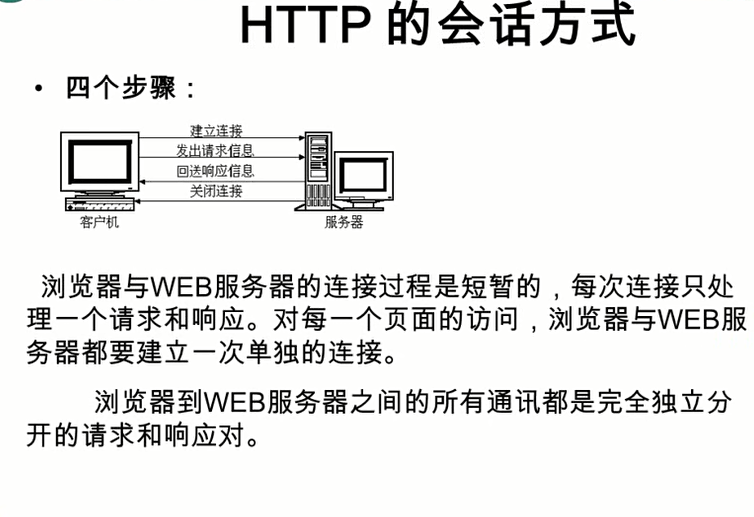 HTTP 的会话方式
• 四个步骤：
建立连接
发出请求信息
回送响应信息
关闭连接
客户机
服务器
浏览器与WEB服务器的连接过程是短暂的，每次连接只处
理一个请求和响应。对每一个页面的访问，浏览器与WEB服
务器都要建立一次单独的连接。
浏览器到WEB服务器之间的所有通讯都是完全独立分
开的请求和响应对。